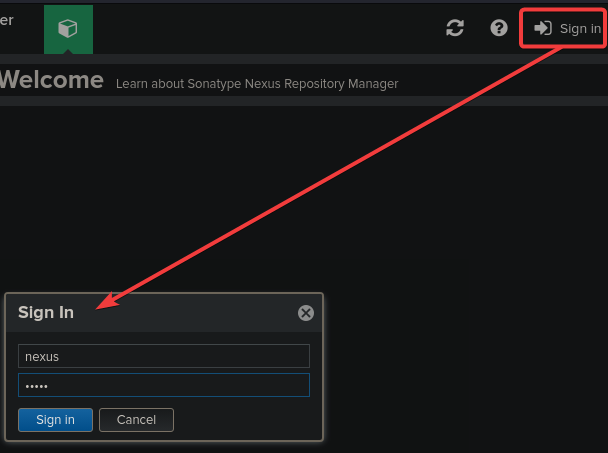 er
Sign in
Welcome Learn about Sonatype Nexus Repository Manager
Sign In
nexus
•••••
Sign in Cancel